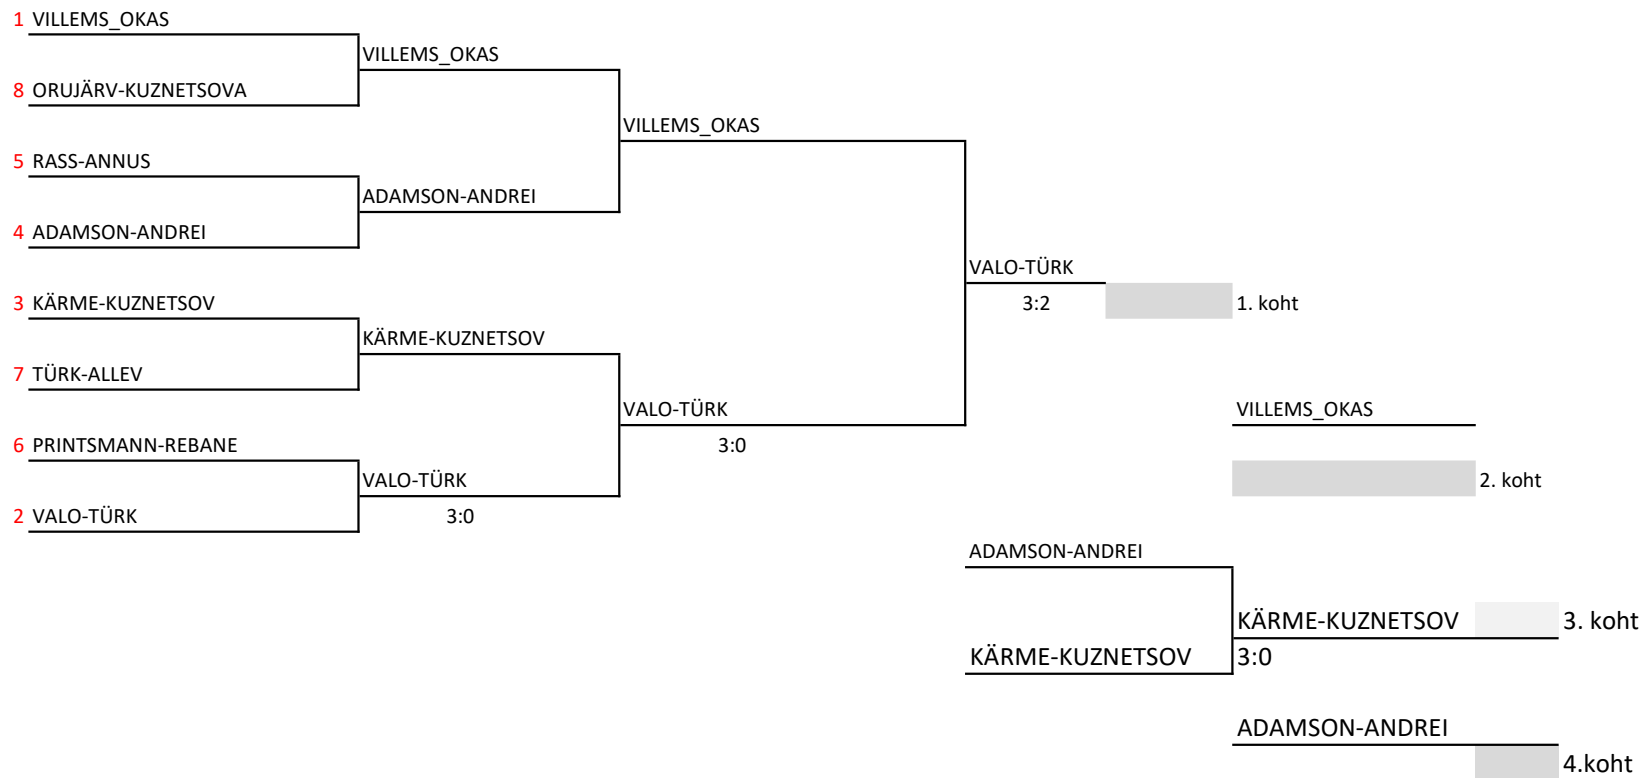 1 VILLEMS_OKAS
VILLEMS_OKAS
8 ORUJÄRV-KUZNETSOVA
VILLEMS_OKAS
5 RASS-ANNUS
ADAMSON-ANDREI
4 ADAMSON-ANDREI
VALO-TÜRK
3 KÄRME-KUZNETSOV
3:2
1. koht
KÄRME-KUZNETSOV
7 TÜRK-ALLEV
VALO-TÜRK
VILLEMS_OKAS
6 PRINTSMANN-REBANE
3:0
VALO-TÜRK
2. koht
2 VALO-TÜRK
3:0
ADAMSON-ANDREI
KÄRME-KUZNETSOV
3. koht
KÄRME-KUZNETSOV
3:0
ADAMSON-ANDREI
4.koht